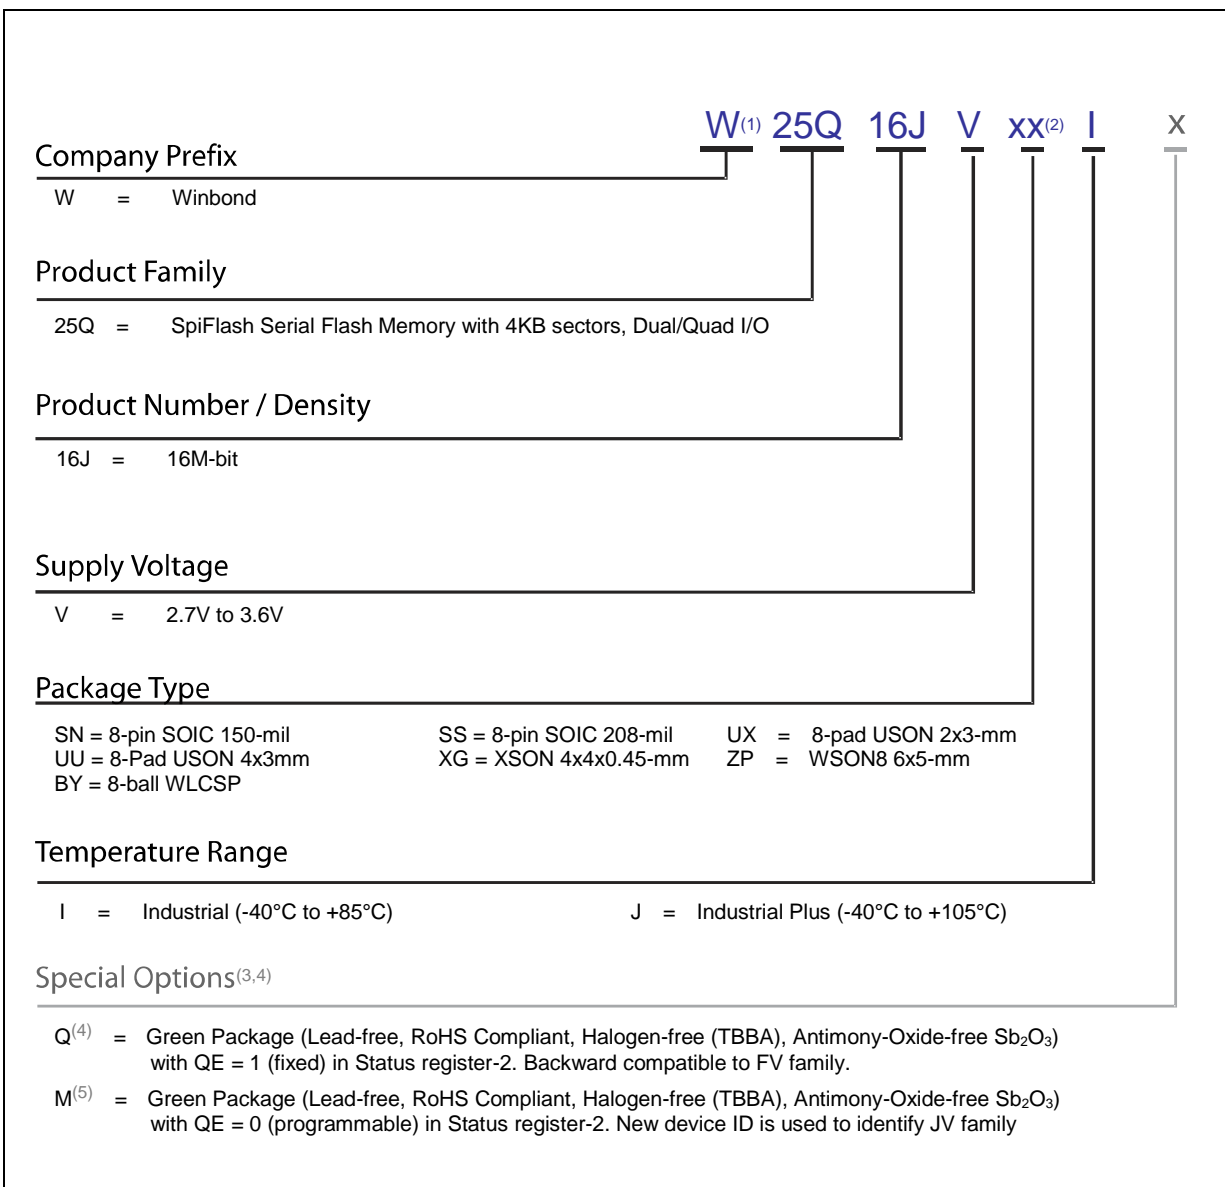 W(1) 25Q 16J V xx(2) I x
Company Prefix
W = Winbond
Product Family
25Q = SpiFlash Serial Flash Memory with 4KB sectors, Dual/Quad I/O
Product Number / Density
16J = 16M-bit
Supply Voltage
V = 2.7V to 3.6V
Package Type
SN = 8-pin SOIC 150-mil SS = 8-pin SOIC 208-mil UX = 8-pad USON 2x3-mm
UU = 8-Pad USON 4x3mm XG = XSON 4x4x0.45-mm ZP = WSON8 6x5-mm
BY = 8-ball WLCSP
Temperature Range
I = Industrial (-40°C to +85°C) J = Industrial Plus (-40°C to +105°C)
Special Options(3,4)
Q(4) = Green Package (Lead-free, RoHS Compliant, Halogen-free (TBBA), Antimony-Oxide-free Sb₂O₃)
with QE = 1 (fixed) in Status register-2. Backward compatible to FV family.
M(5) = Green Package (Lead-free, RoHS Compliant, Halogen-free (TBBA), Antimony-Oxide-free Sb₂O₃)
with QE = 0 (programmable) in Status register-2. New device ID is used to identify JV family